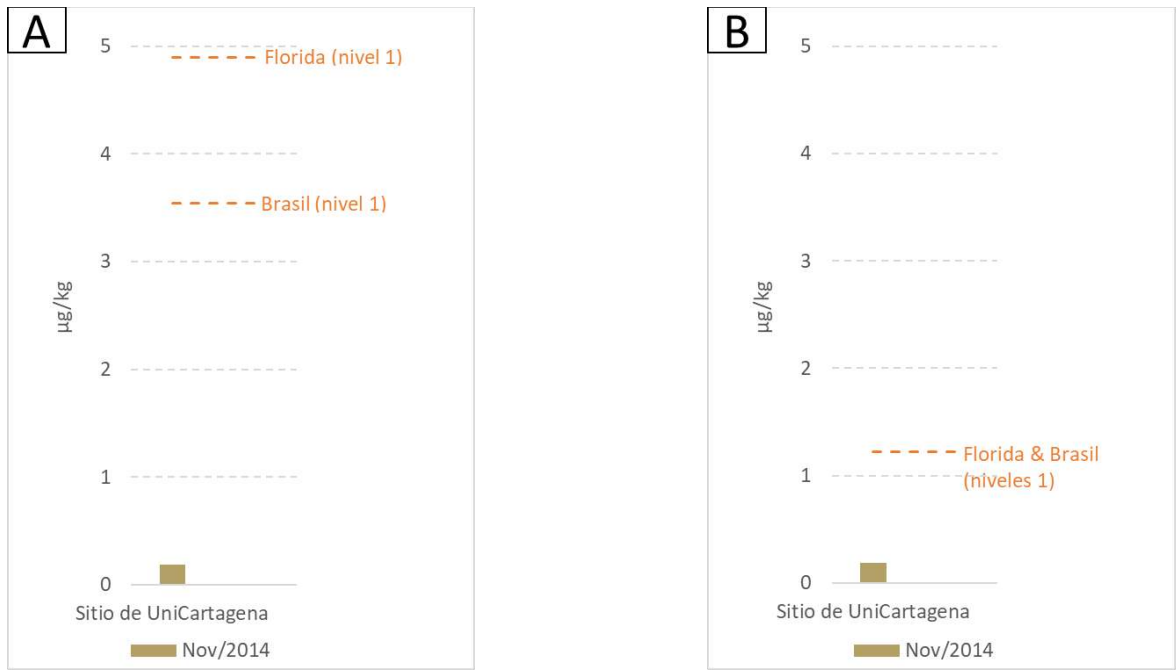 A
5
Florida (nivel 1)
4
Brasil (nivel 1)
3
µg/kg
2
1
0
Sitio de UniCartagena
Nov/2014
B
5
4
3
µg/kg
2
Florida & Brasil
(niveles 1)
1
0
Sitio de UniCartagena
Nov/2014